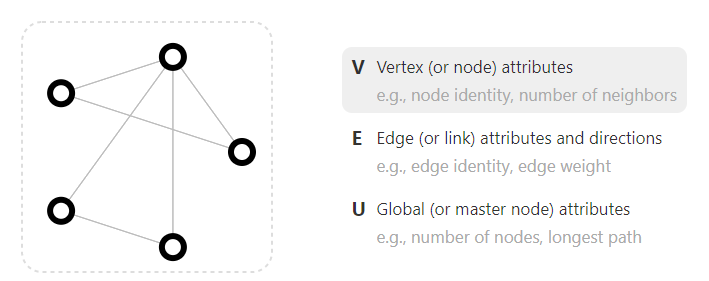 V Vertex (or node) attributes
e.g., node identity, number of neighbors
E Edge (or link) attributes and directions
e.g., edge identity, edge weight
U Global (or master node) attributes
e.g., number of nodes, longest path